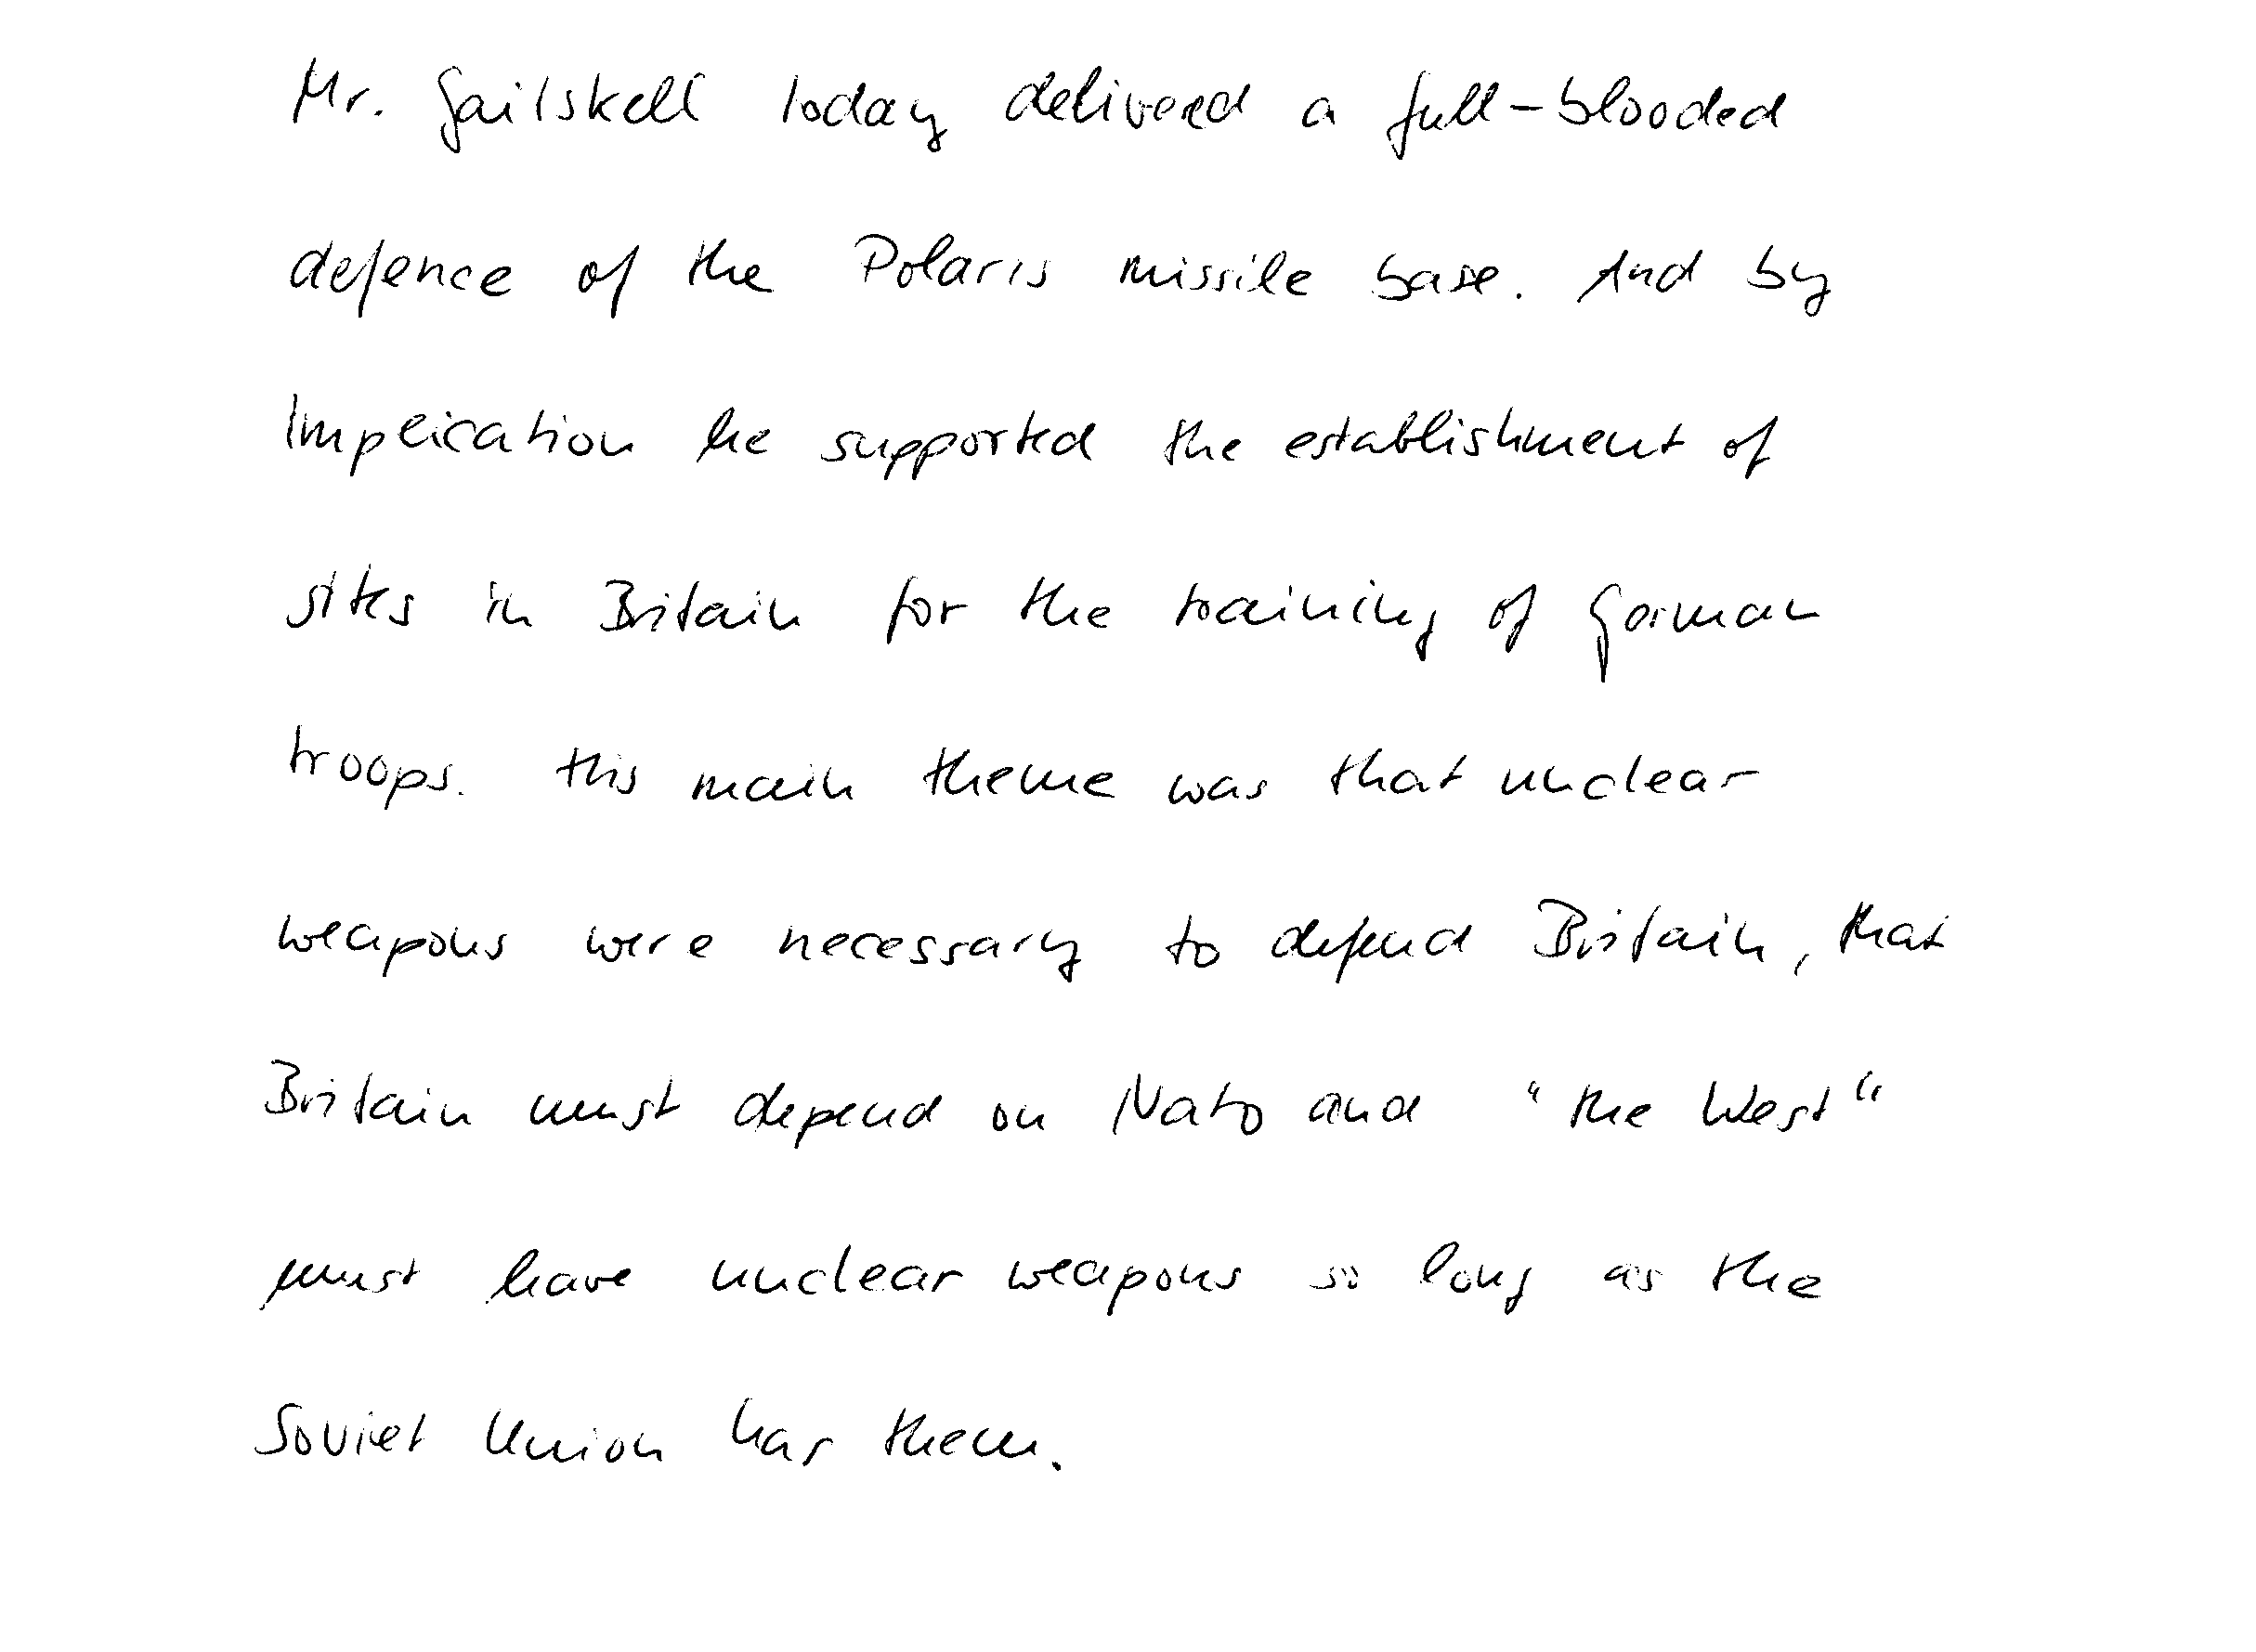 Mr. Gaitskell today delivered a full-blooded
defence of the Polaris missile base. And by
implication he supported the establishment of
sites in Britain for the training of German
troops. His main theme was that nuclear
weapons were necessary to defend Britain, that
Britain must depend on Nato and "the West"
must have nuclear weapons so long as the
Soviet Union has them.